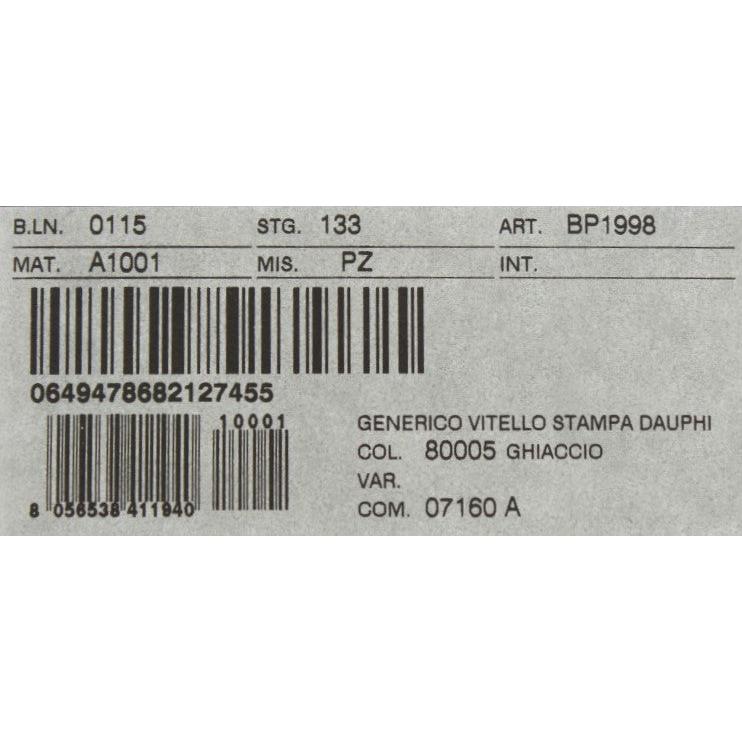 B.LN. 0115 STG. 133 ART. BP1998
MAT. A1001 MIS. PZ INT.
0649478682127455
10001
8 056538 411940
GENERICO VITELLO STAMPA DAUPHI
COL. 80005 GHIACCIO
VAR.
COM. 07160 A